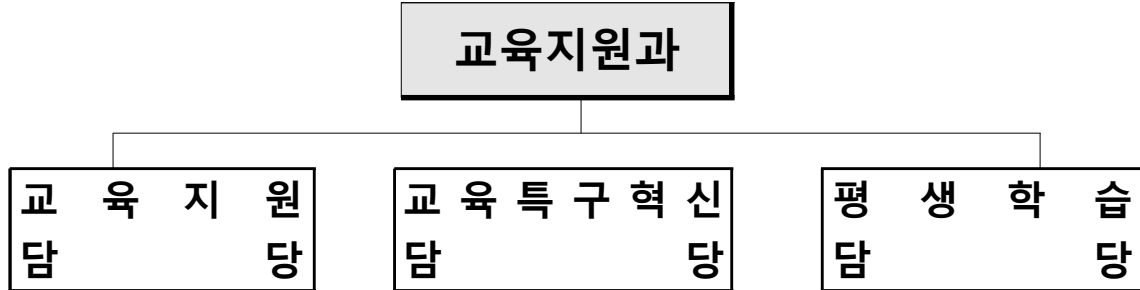 교육지원과
교 육 지 원
담 당
교 육 특 구 혁 신
담 당
평 생 학 습
담 당